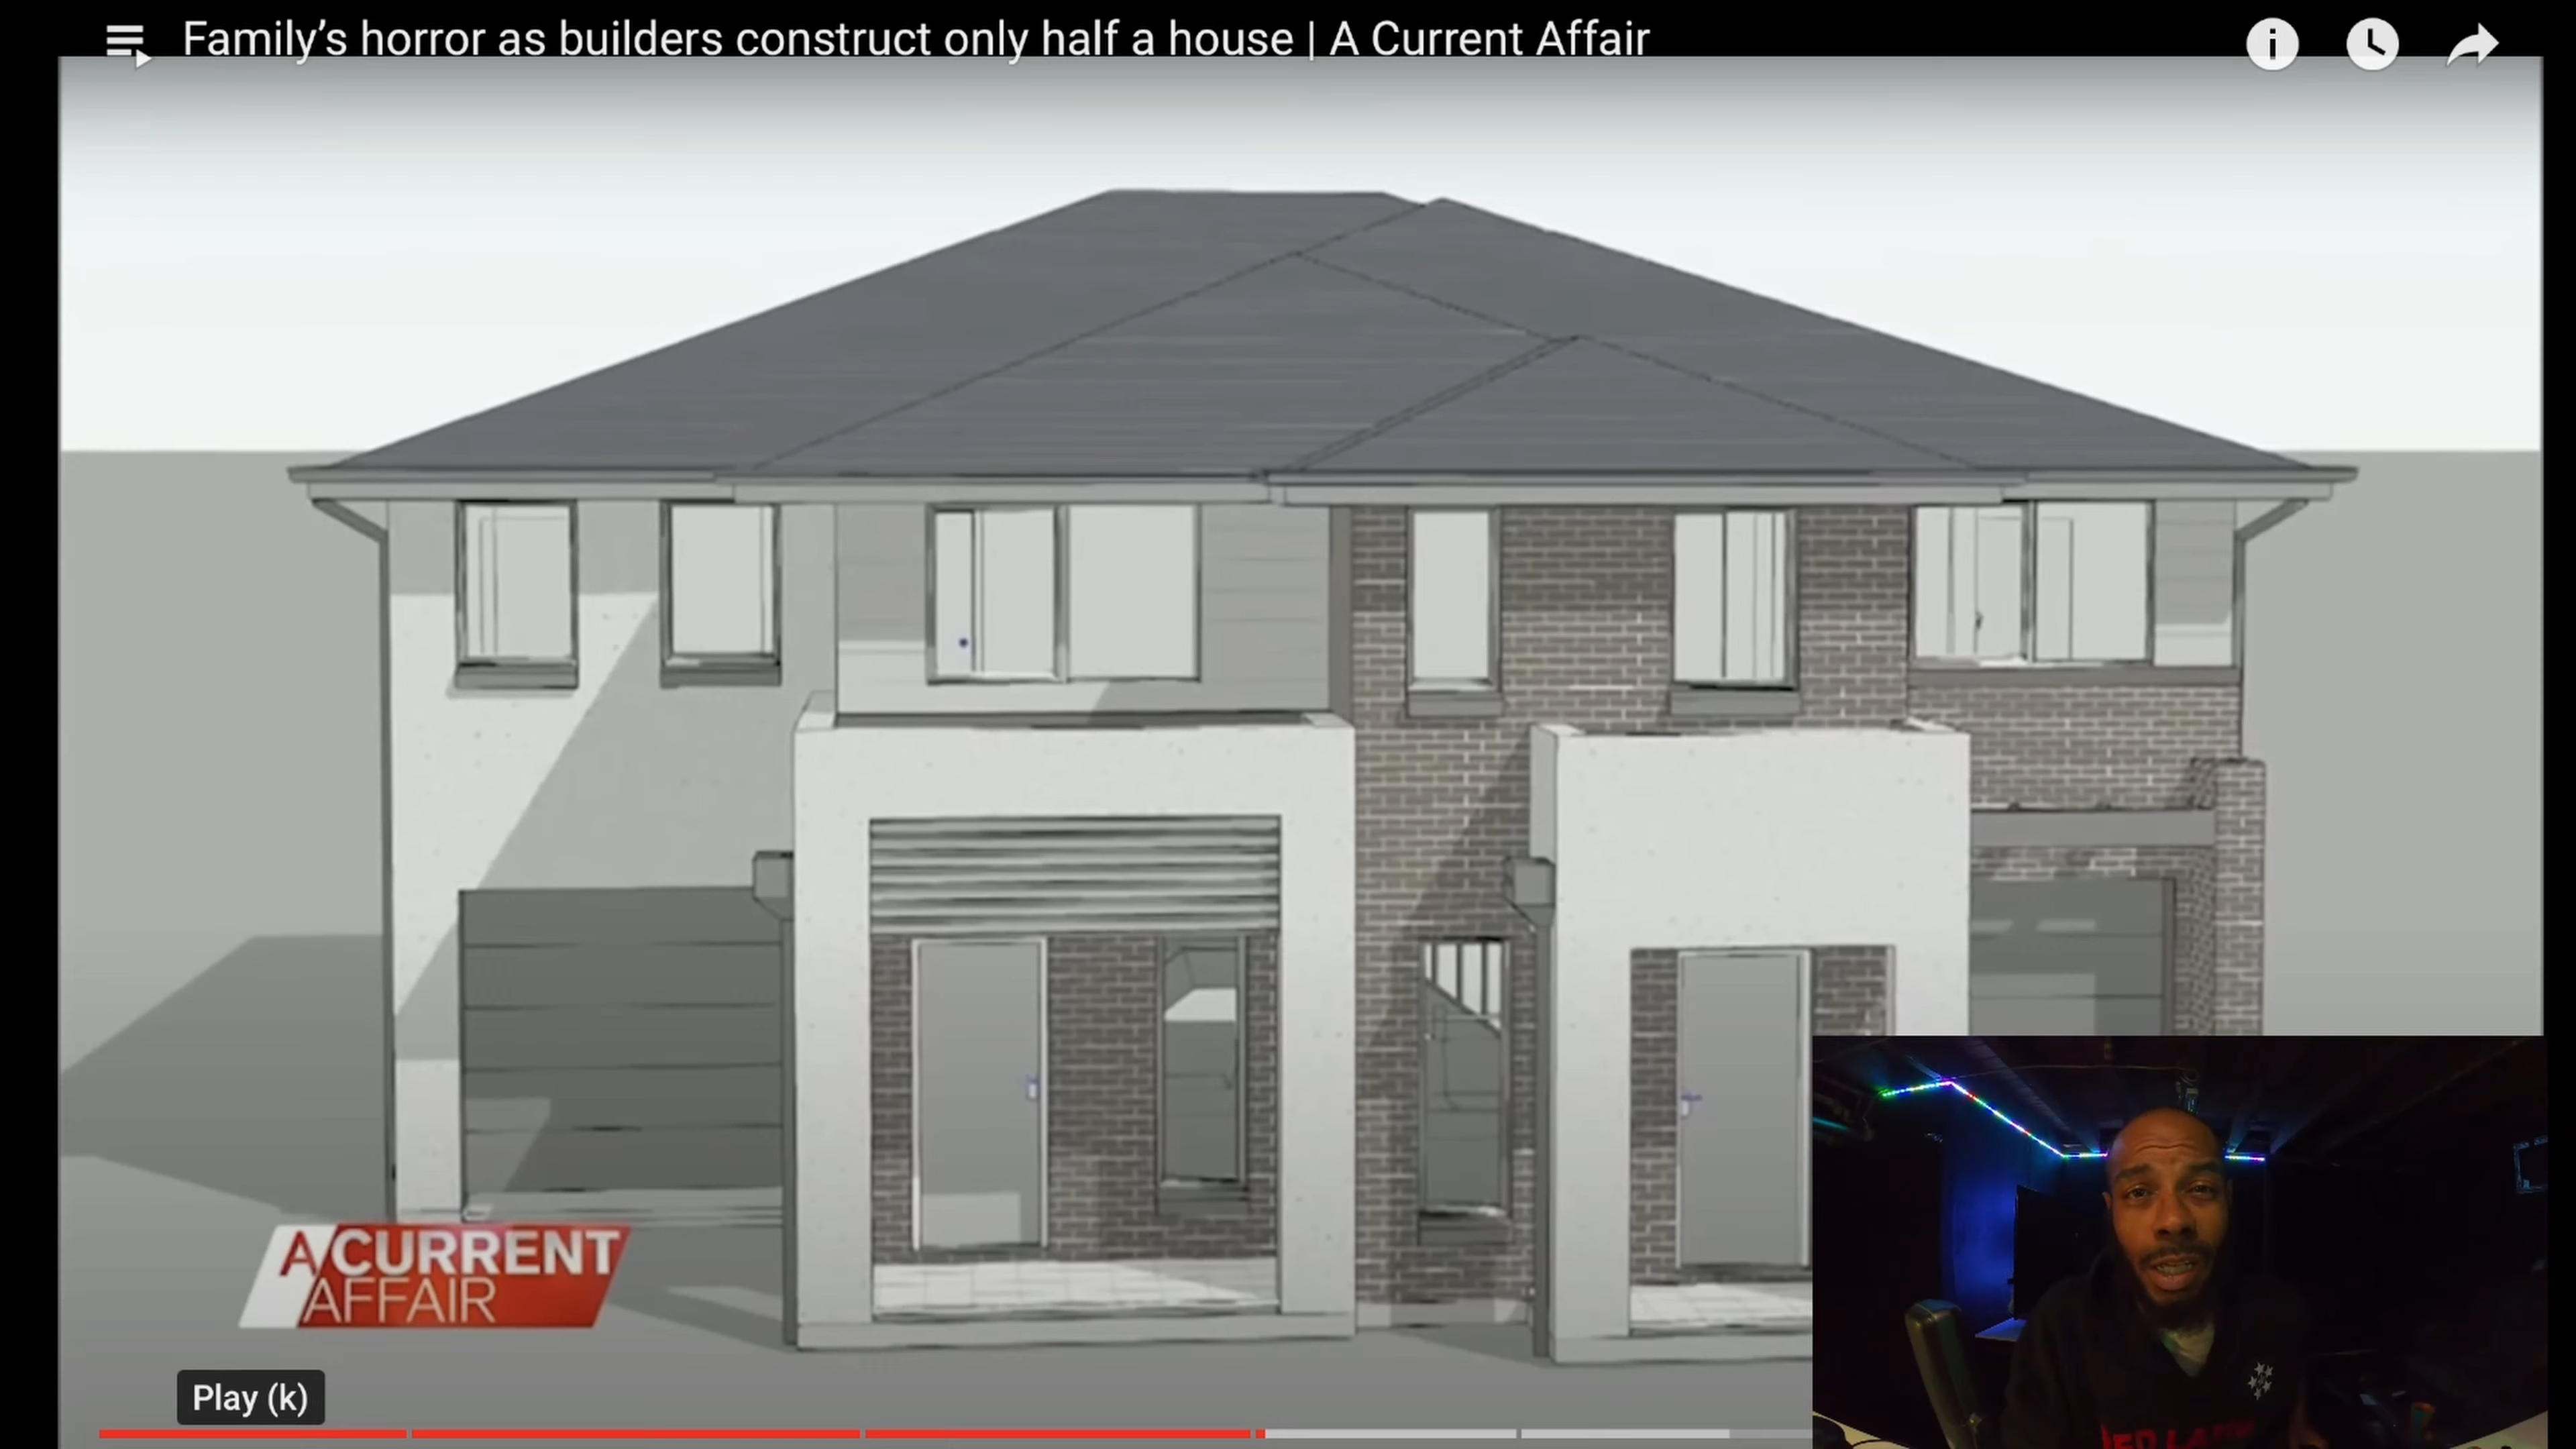 Family’s horror as builders construct only half a house | A Current Affair
A CURRENT
AFFAIR
Play (k)